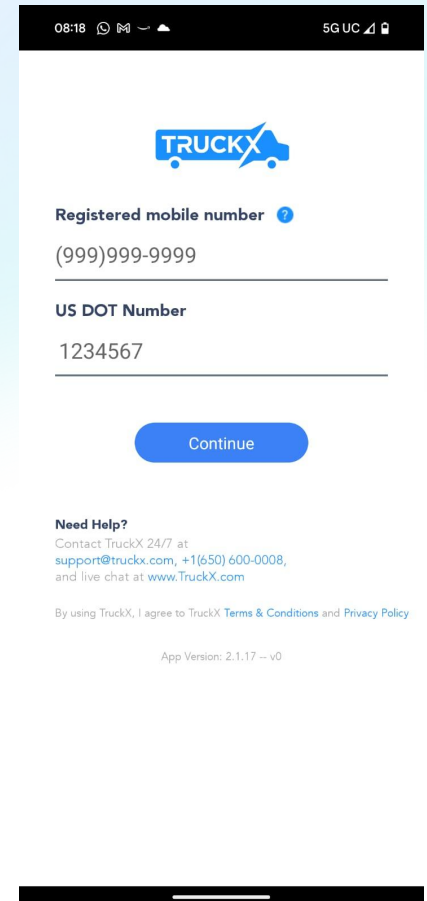 08:18 5G UC
TRUCKX
Registered mobile number ?
(999)999-9999
US DOT Number
1234567
Continue
Need Help?
Contact TruckX 24/7 at
support@truckx.com, +1(650) 600-0008,
and live chat at www.TruckX.com
By using TruckX, I agree to TruckX Terms & Conditions and Privacy Policy
App Version: 2.1.17 -- v0